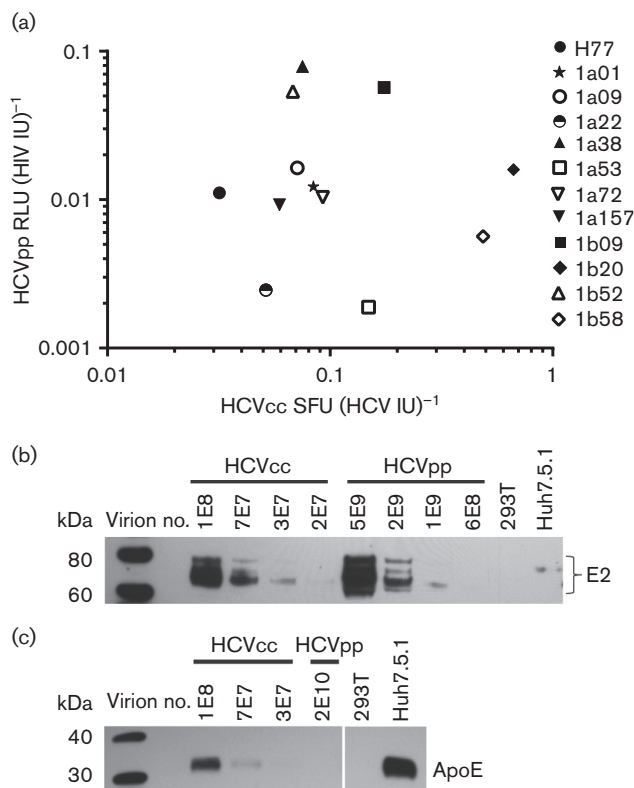 (a)
0.1
0.01
0.001
HCVpp RLU (HIV IU)⁻¹
0.01
0.1
1
HCVcc SFU (HCV IU)⁻¹
H77
1a01
1a09
1a22
1a38
1a53
1a72
1a157
1b09
1b20
1b52
1b58
(b)
HCVcc
HCVpp
kDa
Virion no.
1E8
7E7
3E7
2E7
5E9
2E9
1E9
6E8
293T
Huh7.5.1
80
60
E2
(c)
HCVcc
HCVpp
kDa
Virion no.
1E8
7E7
3E7
2E10
293T
Huh7.5.1
40
30
ApoE